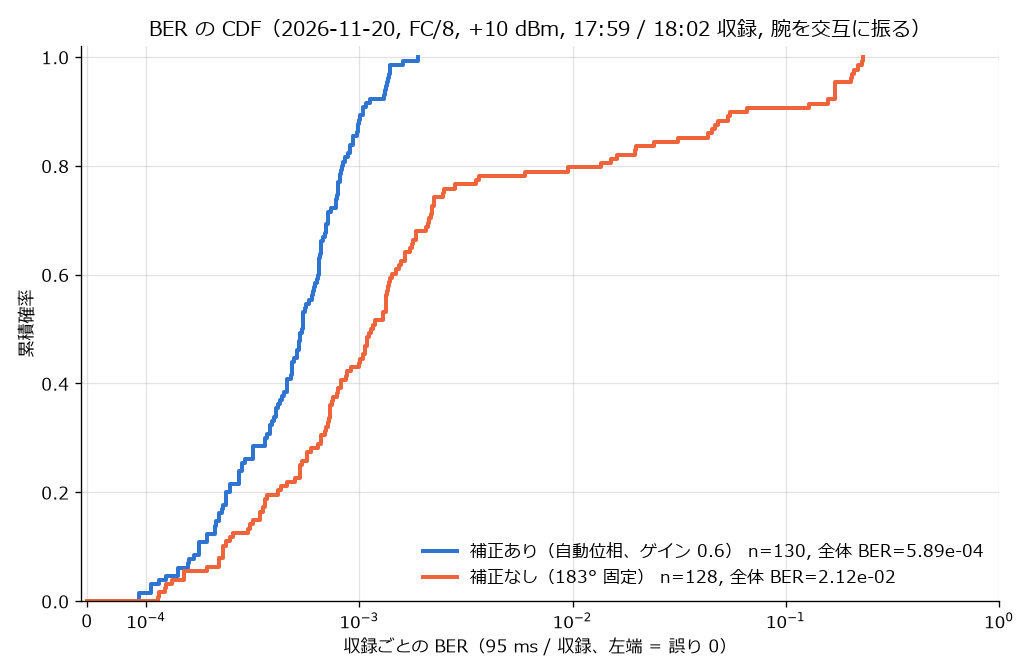 BER の CDF（2026-11-20, FC/8, +10 dBm, 17:59 / 18:02 収録, 腕を交互に振る）
累積確率
1.0
0.8
0.6
0.4
0.2
0.0
補正あり（自動位相、ゲイン 0.6） n=130, 全体 BER=5.89e-04
補正なし（183° 固定） n=128, 全体 BER=2.12e-02
0 10⁻⁴ 10⁻³ 10⁻² 10⁻¹ 10⁰
収録ごとの BER（95 ms / 収録、左端 = 誤り 0）